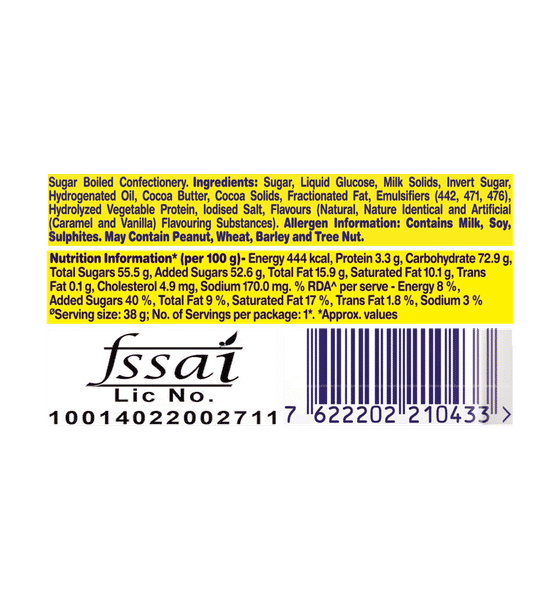 Sugar Boiled Confectionery. Ingredients: Sugar, Liquid Glucose, Milk Solids, Invert Sugar,
Hydrogenated Oil, Cocoa Butter, Cocoa Solids, Fractionated Fat, Emulsifiers (442, 471, 476),
Hydrolyzed Vegetable Protein, Iodised Salt, Flavours (Natural, Nature Identical and Artificial
(Caramel and Vanilla) Flavouring Substances). Allergen Information: Contains Milk, Soy,
Sulphites. May Contain Peanut, Wheat, Barley and Tree Nut.
Nutrition Information* (per 100 g)- Energy 444 kcal, Protein 3.3 g, Carbohydrate 72.9 g,
Total Sugars 55.5 g, Added Sugars 52.6 g, Total Fat 15.9 g, Saturated Fat 10.1 g, Trans
Fat 0.1 g, Cholesterol 4.9 mg, Sodium 170.0 mg. % RDA^ per serve - Energy 8 %,
Added Sugars 40 %, Total Fat 9 %, Saturated Fat 17 %, Trans Fat 1.8 %, Sodium 3 %
øServing size: 38 g; No. of Servings per package: 1*. *Approx. values
fssai
Lic No.
10014022002711
7 622202 210433 >